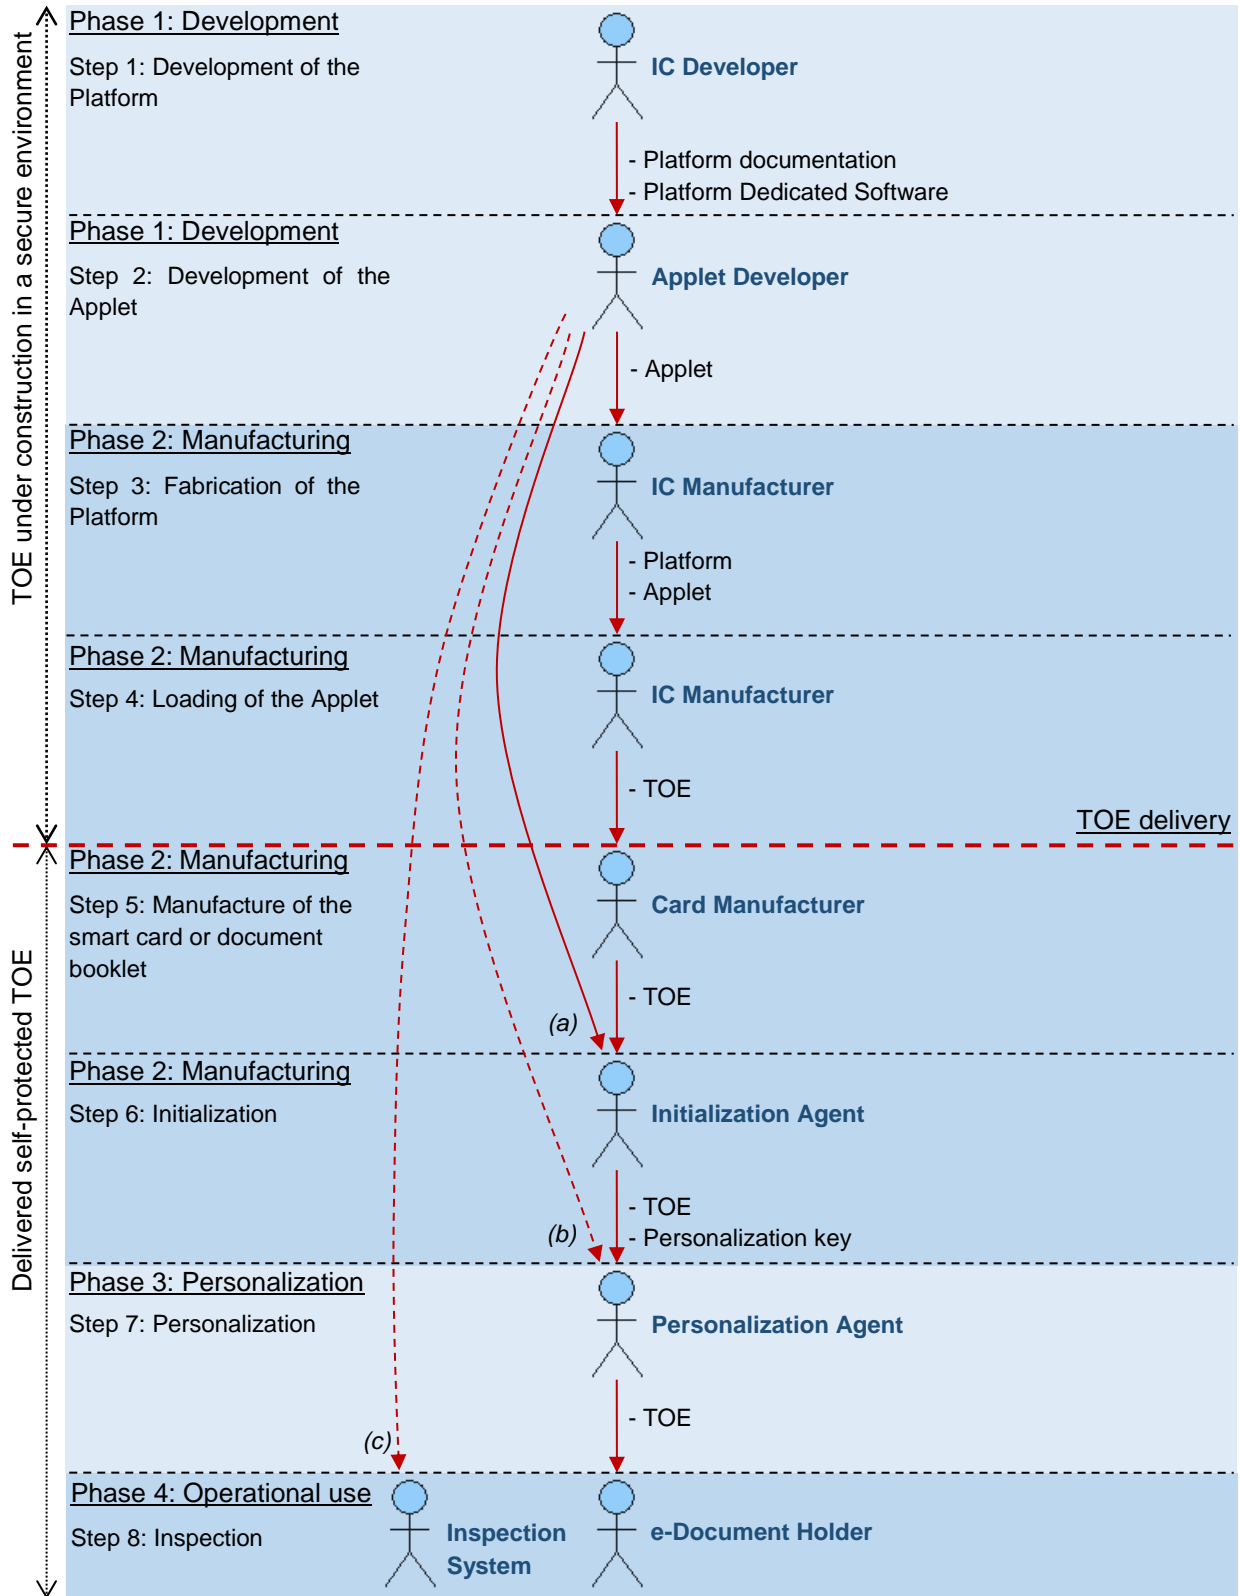 TOE under construction in a secure environment
Phase 1: Development
Step 1: Development of the
Platform
IC Developer
- Platform documentation
- Platform Dedicated Software
Phase 1: Development
Step 2: Development of the
Applet
Applet Developer
- Applet
Phase 2: Manufacturing
Step 3: Fabrication of the
Platform
IC Manufacturer
- Platform
- Applet
Phase 2: Manufacturing
Step 4: Loading of the Applet
IC Manufacturer
- TOE
TOE delivery
Delivered self-protected TOE
Phase 2: Manufacturing
Step 5: Manufacture of the
smart card or document
booklet
Card Manufacturer
- TOE
(a)
Phase 2: Manufacturing
Step 6: Initialization
Initialization Agent
- TOE
- Personalization key
(b)
Phase 3: Personalization
Step 7: Personalization
Personalization Agent
- TOE
(c)
Phase 4: Operational use
Step 8: Inspection
Inspection
System
e-Document Holder